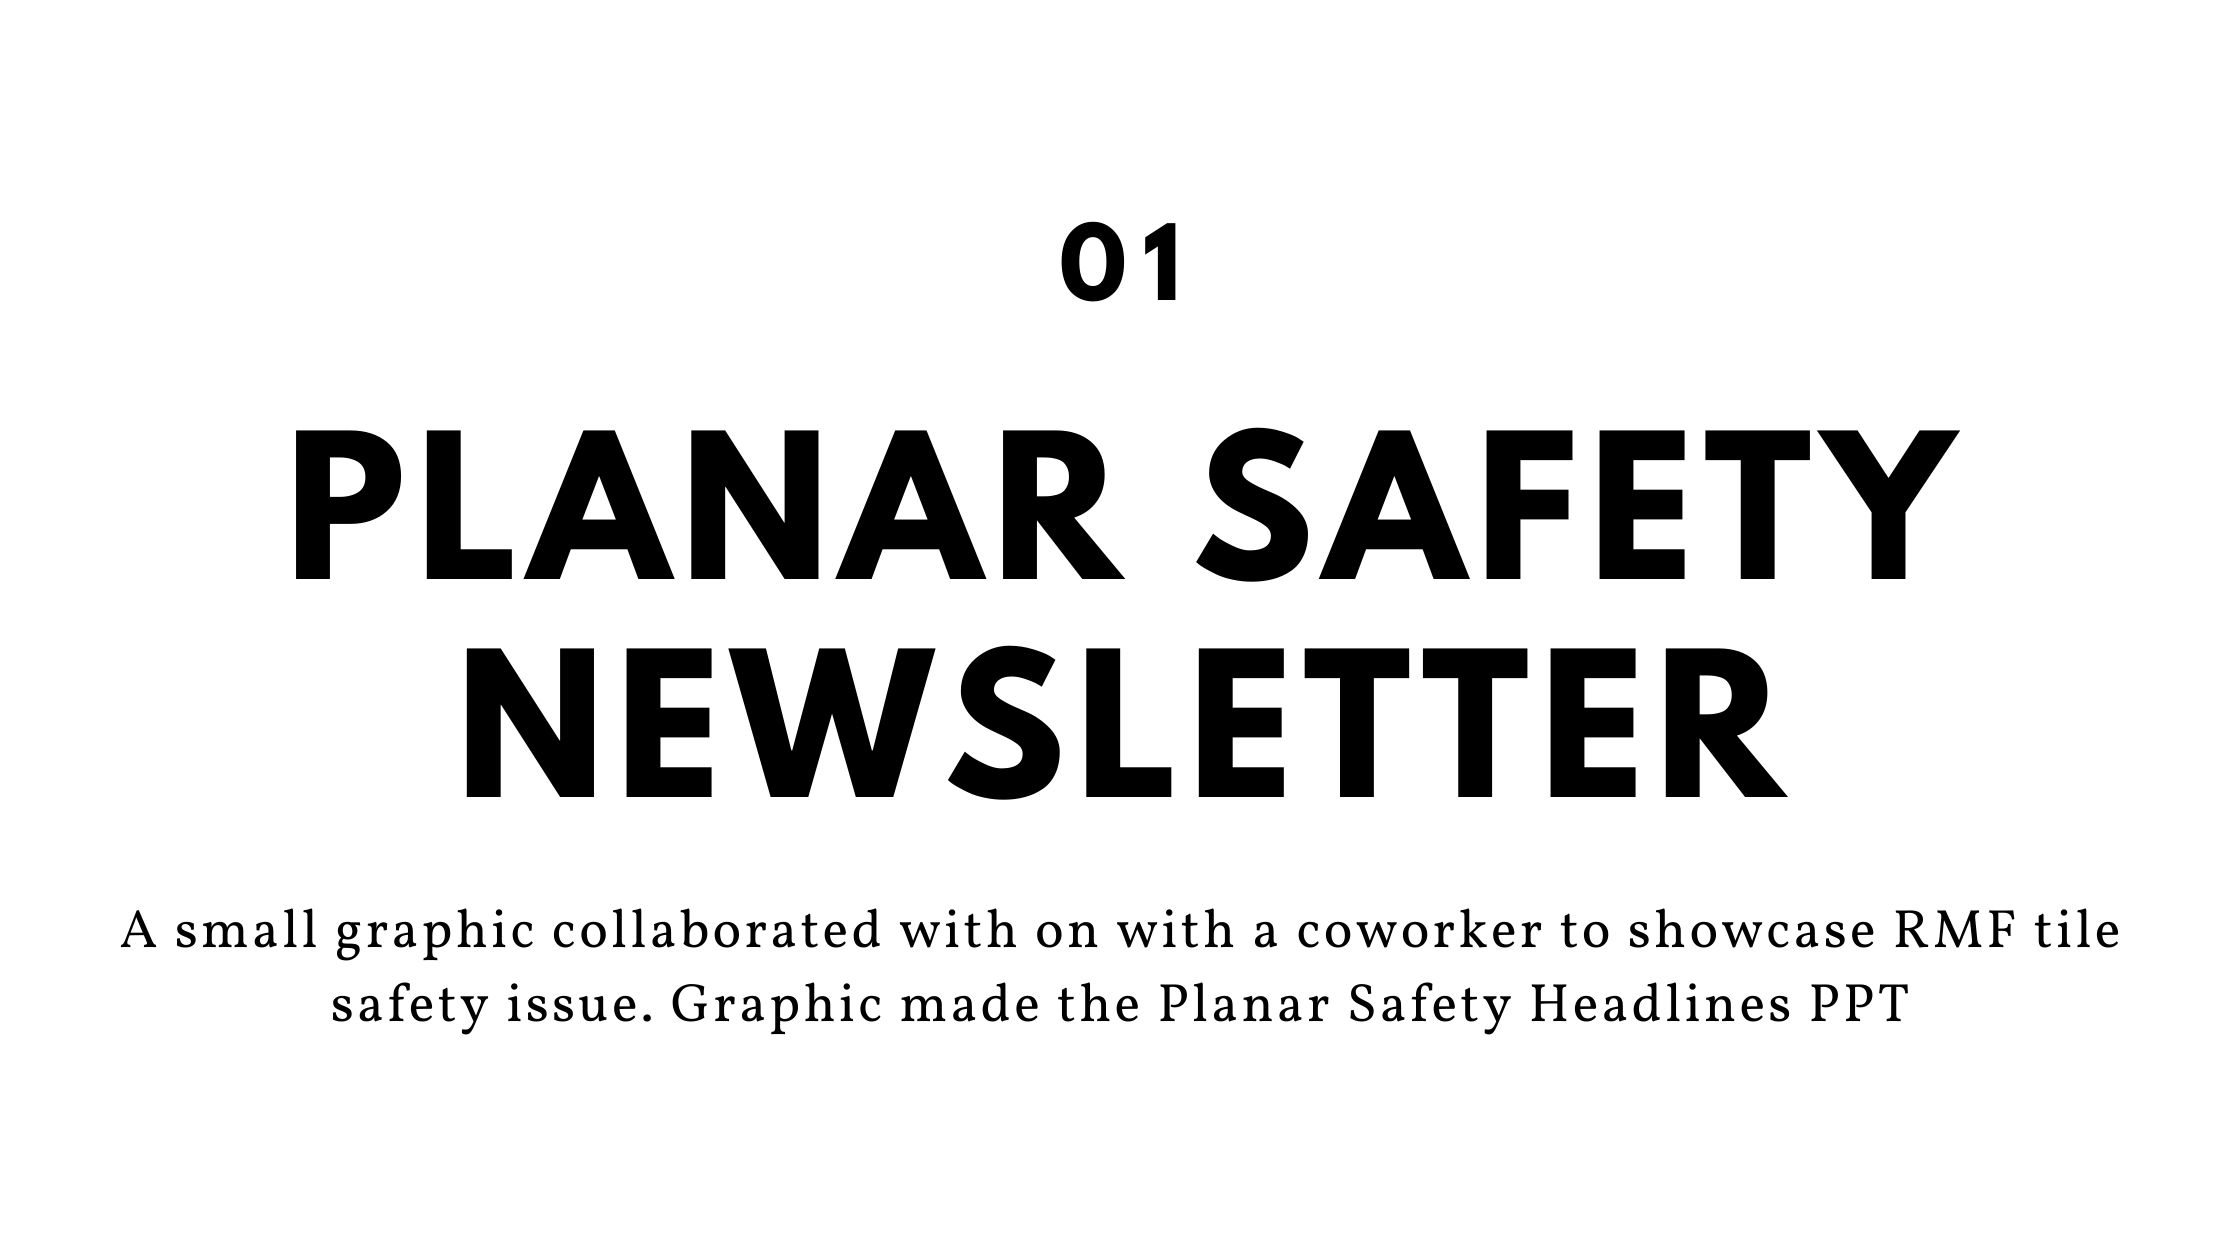 01
PLANAR SAFETY
NEWSLETTER
A small graphic collaborated with on with a coworker to showcase RMF tile
safety issue. Graphic made the Planar Safety Headlines PPT